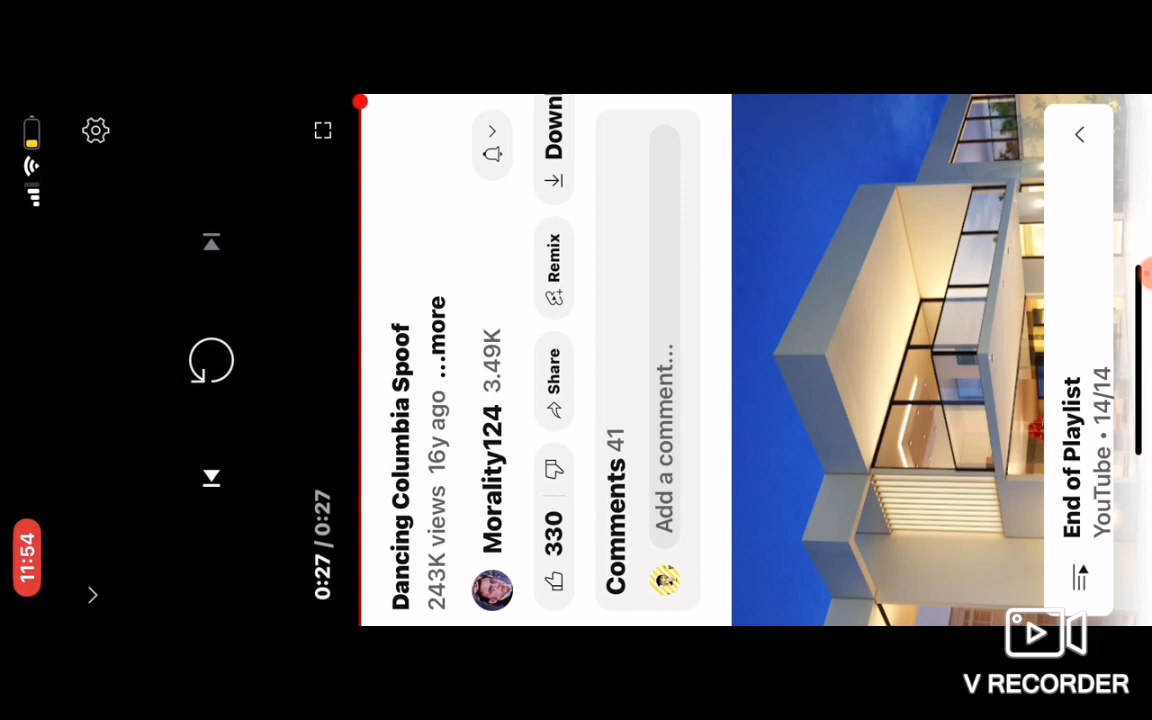 11:54
0:27 / 0:27
Dancing Columbia Spoof
243K views 16y ago ...more
Morality124 3.49K
330 Share Remix Down
Comments 41
Add a comment...
End of Playlist
YouTube • 14/14
V RECORDER